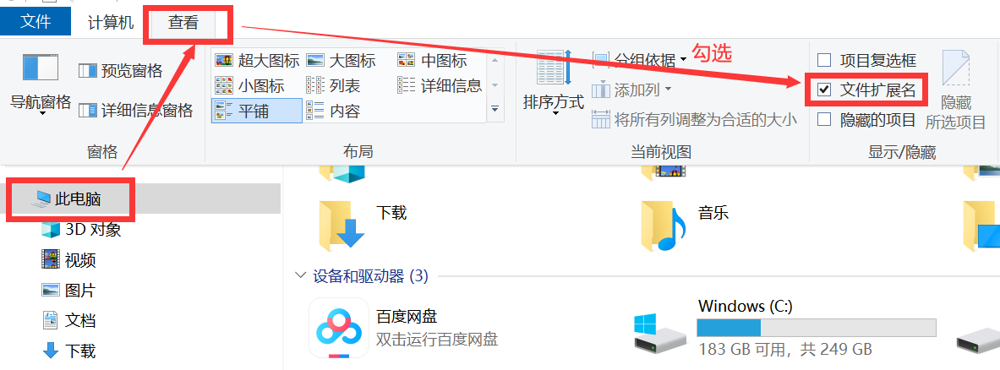 文件 计算机 查看
导航窗格
预览窗格
详细信息窗格
窗格
超大图标 大图标 中图标
小图标 列表 详细信息
平铺 内容
布局
排序方式
分组依据 勾选
添加列
将所有列调整为合适的大小
当前视图
项目复选框
文件扩展名
隐藏的项目
隐藏
所选项目
显示/隐藏
此电脑
3D 对象
视频
图片
文档
下载
下载
音乐
设备和驱动器 (3)
百度网盘
双击运行百度网盘
Windows (C:)
183 GB 可用，共 249 GB